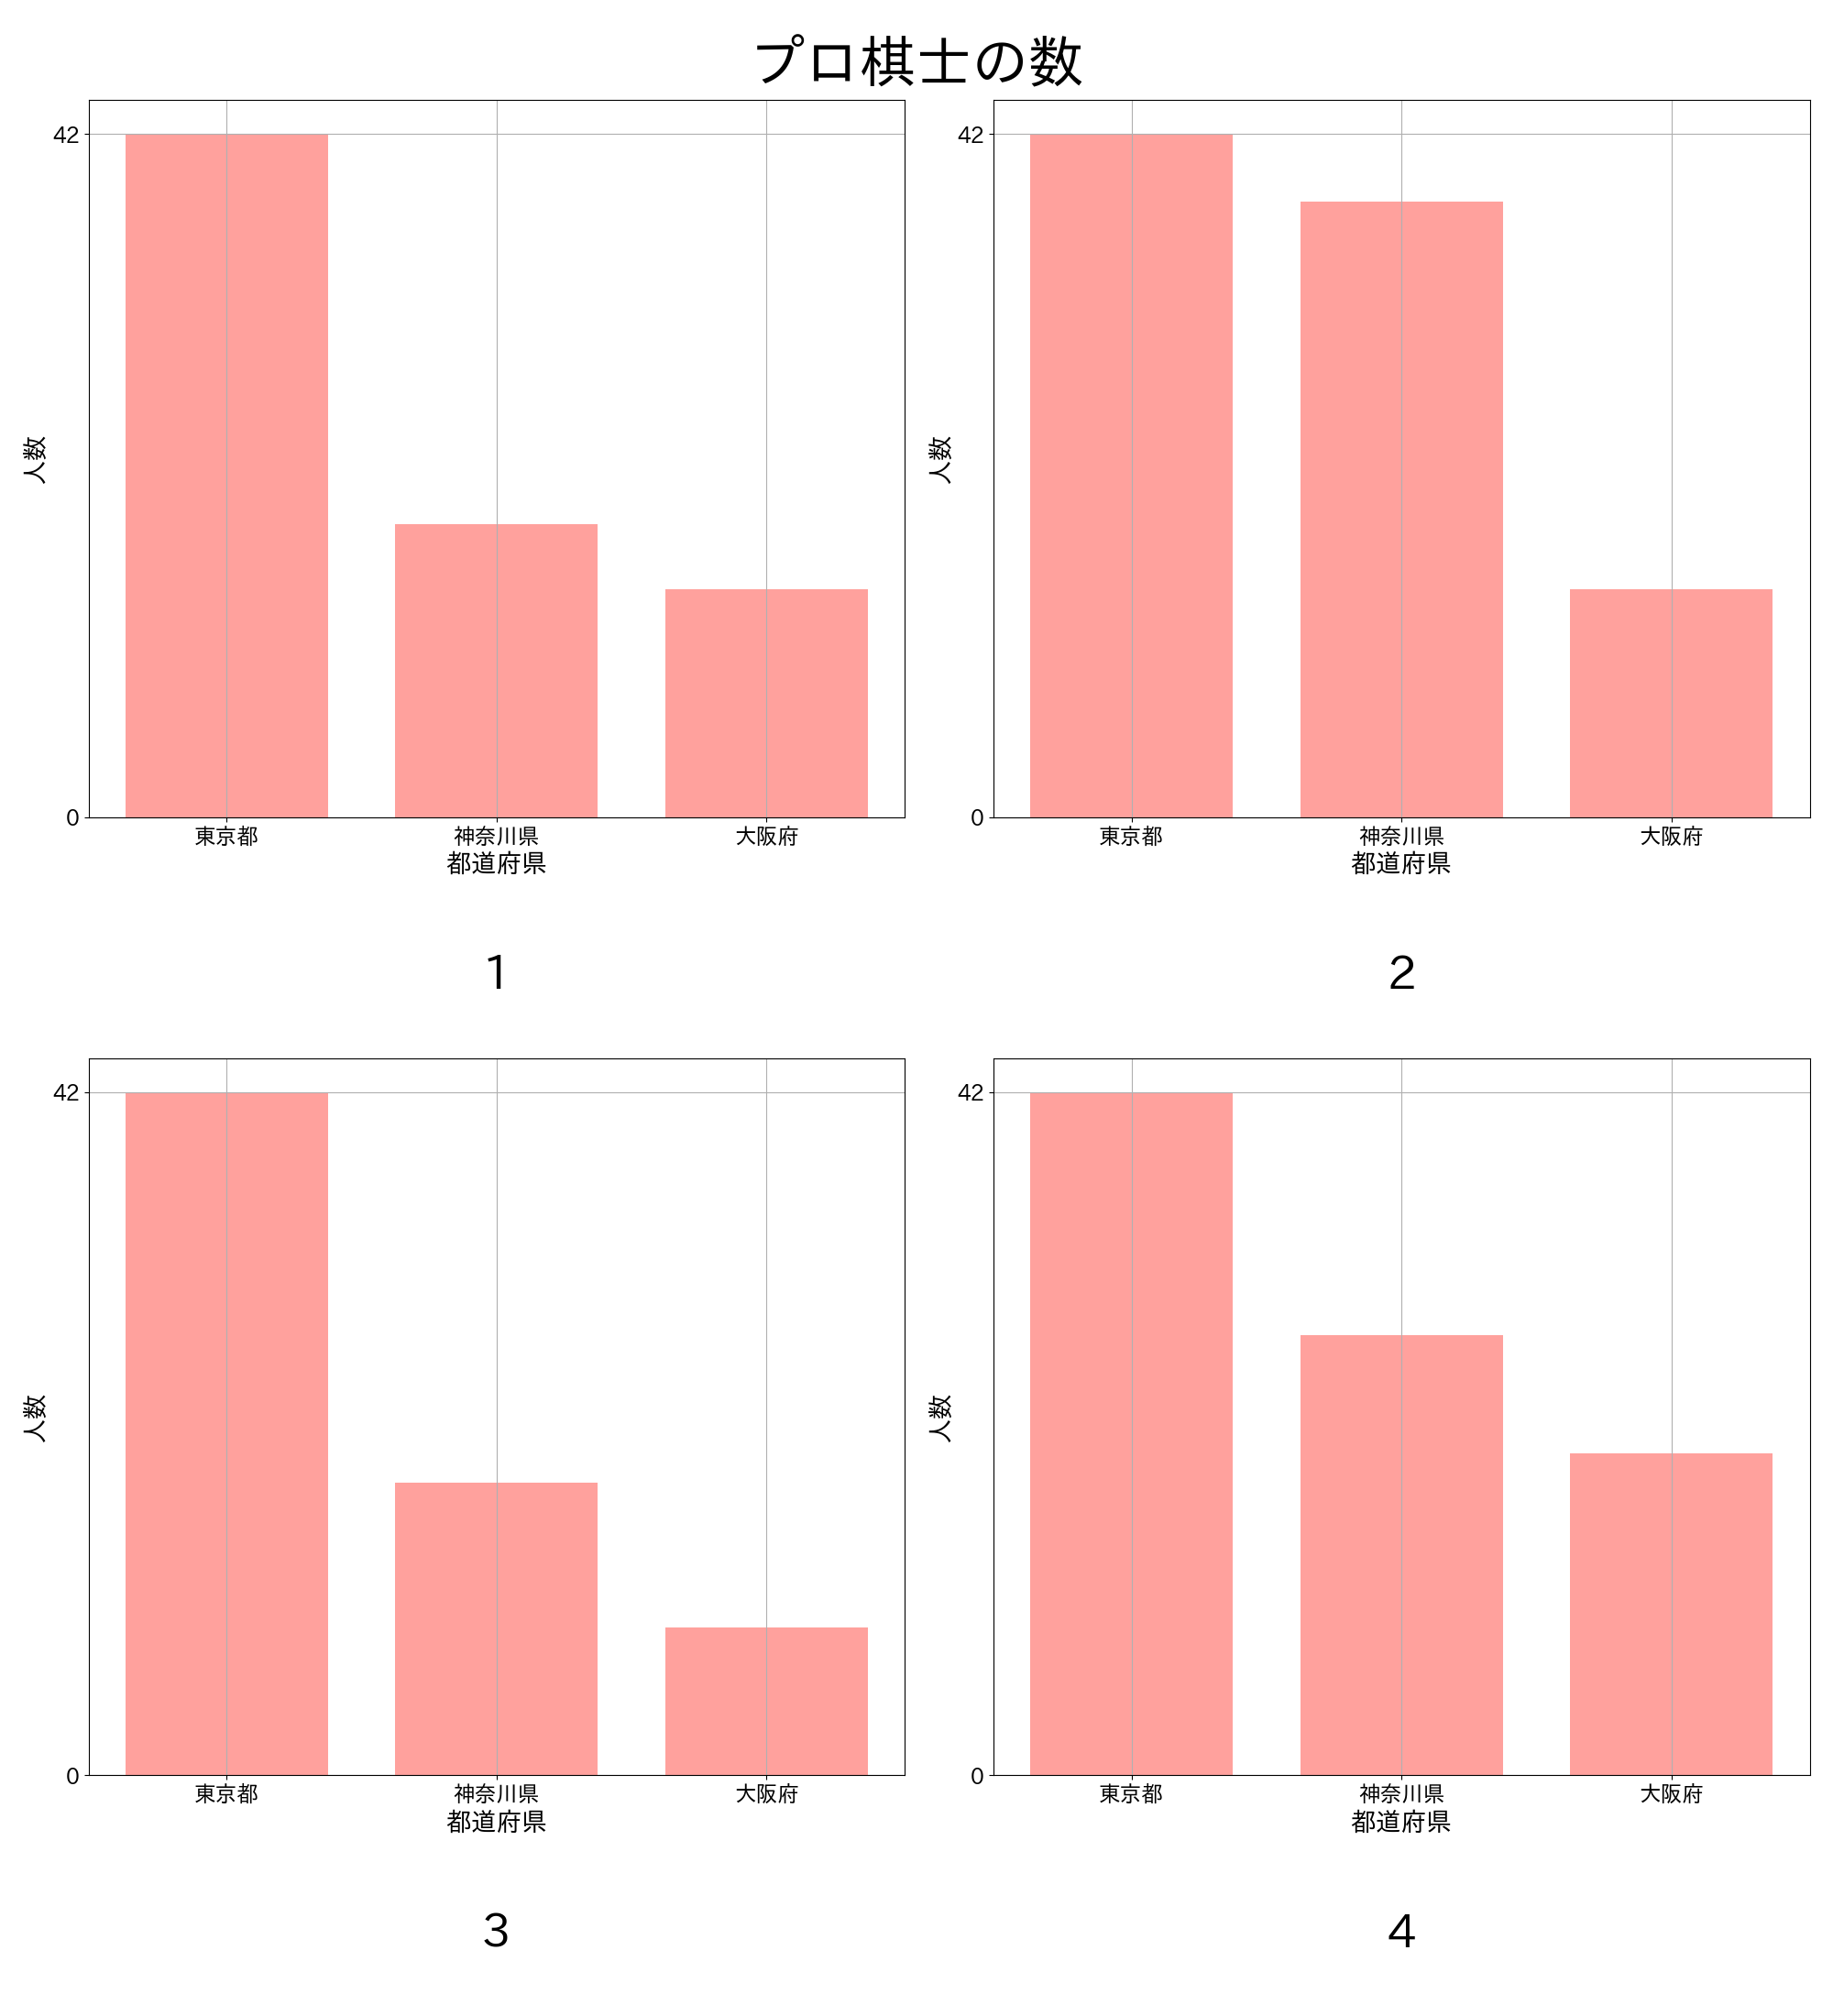 プロ棋士の数
42
人数
0
東京都 神奈川県 大阪府
都道府県
1
42
人数
0
東京都 神奈川県 大阪府
都道府県
2
42
人数
0
東京都 神奈川県 大阪府
都道府県
3
42
人数
0
東京都 神奈川県 大阪府
都道府県
4